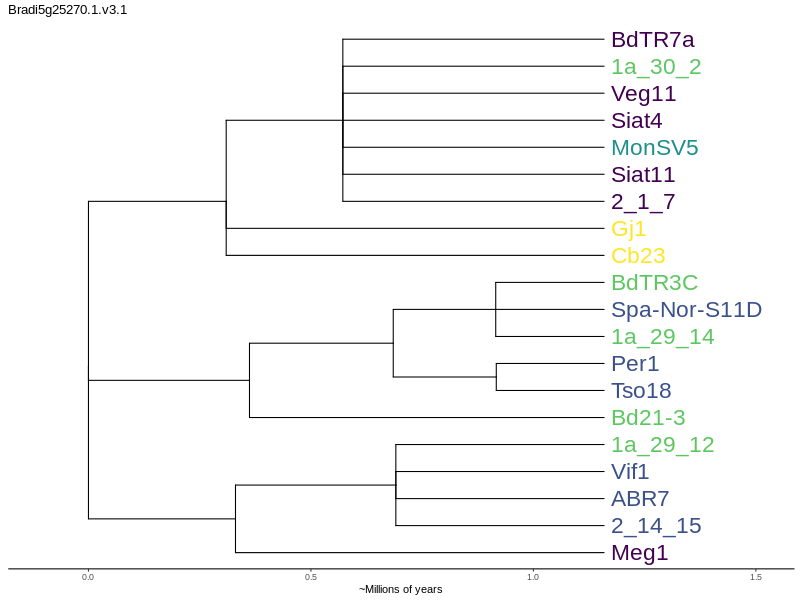 Bradi5g25270.1.v3.1
BdTR7a
1a_30_2
Veg11
Siat4
MonSV5
Siat11
2_1_7
Gj1
Cb23
BdTR3C
Spa-Nor-S11D
1a_29_14
Per1
Tso18
Bd21-3
1a_29_12
Vif1
ABR7
2_14_15
Meg1
0.0 0.5 1.0 1.5
~Millions of years